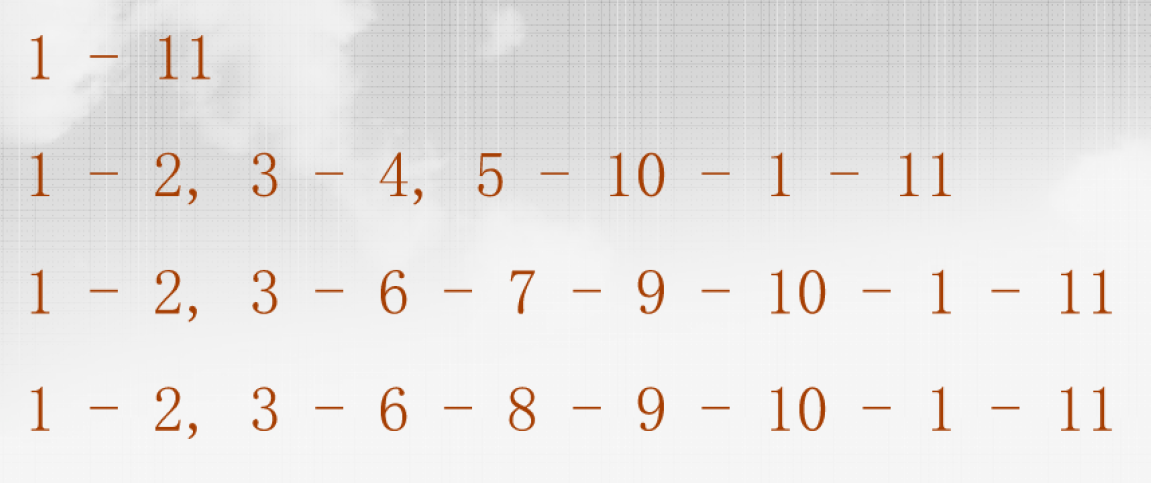 1 - 11
1 - 2, 3 - 4, 5 - 10 - 1 - 11
1 - 2, 3 - 6 - 7 - 9 - 10 - 1 - 11
1 - 2, 3 - 6 - 8 - 9 - 10 - 1 - 11